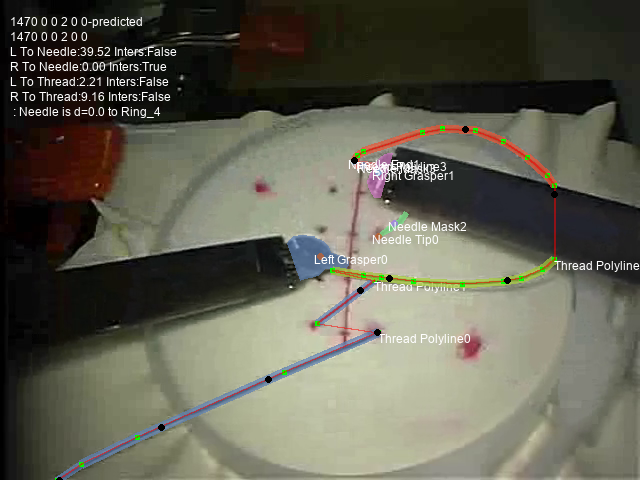 1470 0 0 2 0 0-predicted
1470 0 0 2 0 0
L To Needle:39.52 Inters:False
R To Needle:0.00 Inters:True
L To Thread:2.21 Inters:False
R To Thread:9.16 Inters:False
: Needle is d=0.0 to Ring_4
Needle End1
Right Grasper1
Needle Mask2
Needle Tip0
Left Grasper0
Thread Polyline
Thread Polyline
Thread Polyline0